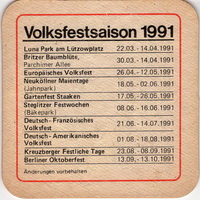 Volksfestsaison 1991
Luna Park am Lützowplatz 22.03. - 14.04.1991
Britzer Baumblüte, 30.03. - 14.04.1991
Parchimer Allee
Europäisches Volksfest 26.04. - 12.05.1991
Neuköllner Maientage 18.05. - 02.06.1991
(Jahnpark)
Gartenfest Staaken 17.05. - 26.05.1991
Steglitzer Festwochen 08.06. - 16.06.1991
(Bäkepark)
Deutsch - Französisches 21.06. - 14.07.1991
Volksfest
Deutsch - Amerikanisches 01.08. - 18.08.1991
Volksfest
Kreuzberger Festliche Tage 23.08. - 08.09.1991
Berliner Oktoberfest 13.09. - 13.10.1991
Änderungen vorbehalten